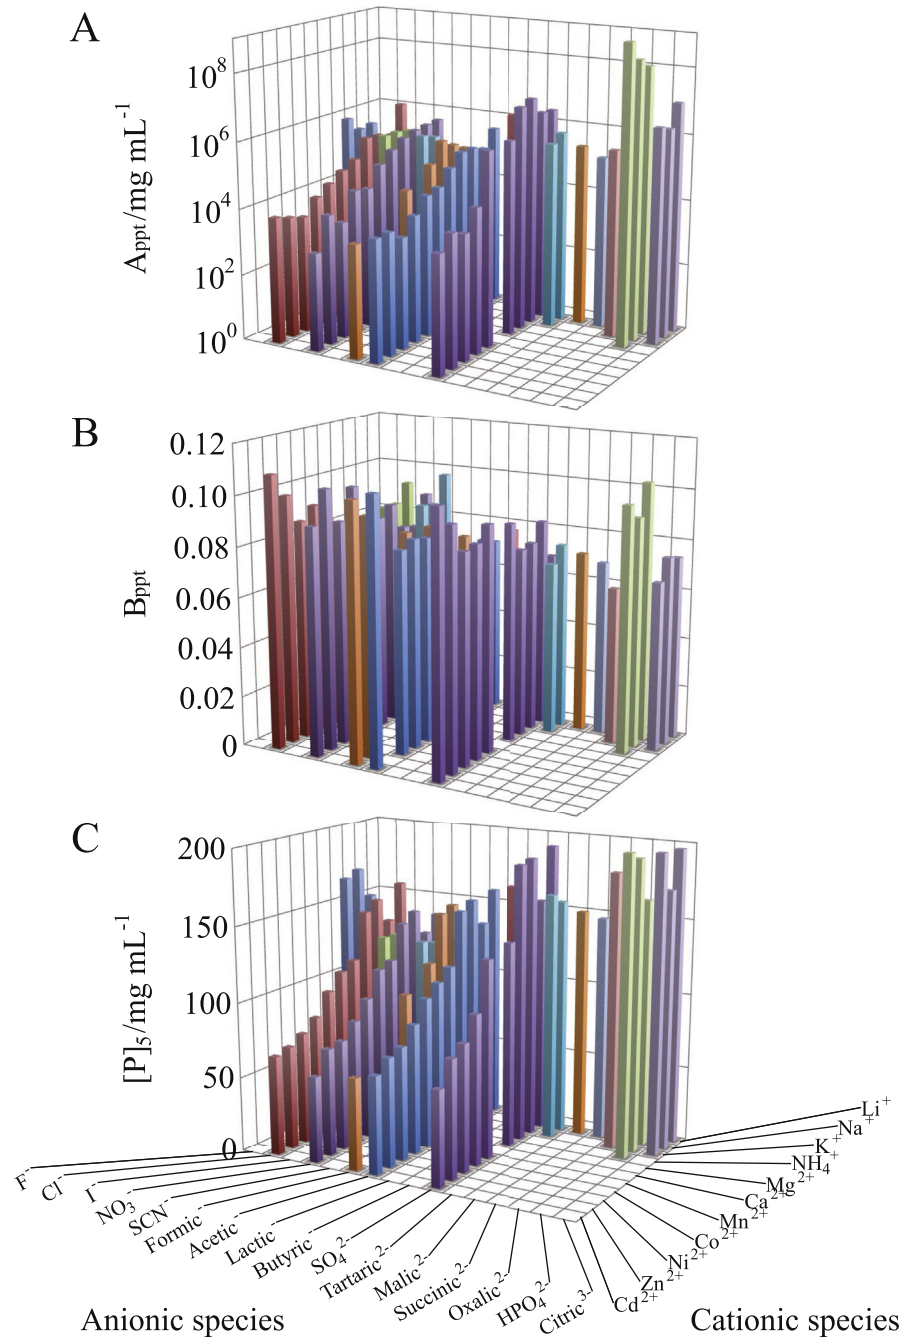 A
Appt/mg mL-1
10^8
10^6
10^4
10^2
10^0
B
Bppt
0.12
0.10
0.08
0.06
0.04
0.02
0
C
[P]5/mg mL-1
200
150
100
50
0
F-
Cl-
I-
NO3-
SCN-
Formic-
Acetic-
Lactic-
Butyric-
SO4 2-
Tartaric2-
Malic2-
Succinic2-
Oxalic2-
HPO4 2-
Citric3-
Li+
Na+
K+
NH4+
Mg2+
Ca2+
Mn2+
Co2+
Ni2+
Zn2+
Cd2+
Anionic species
Cationic species